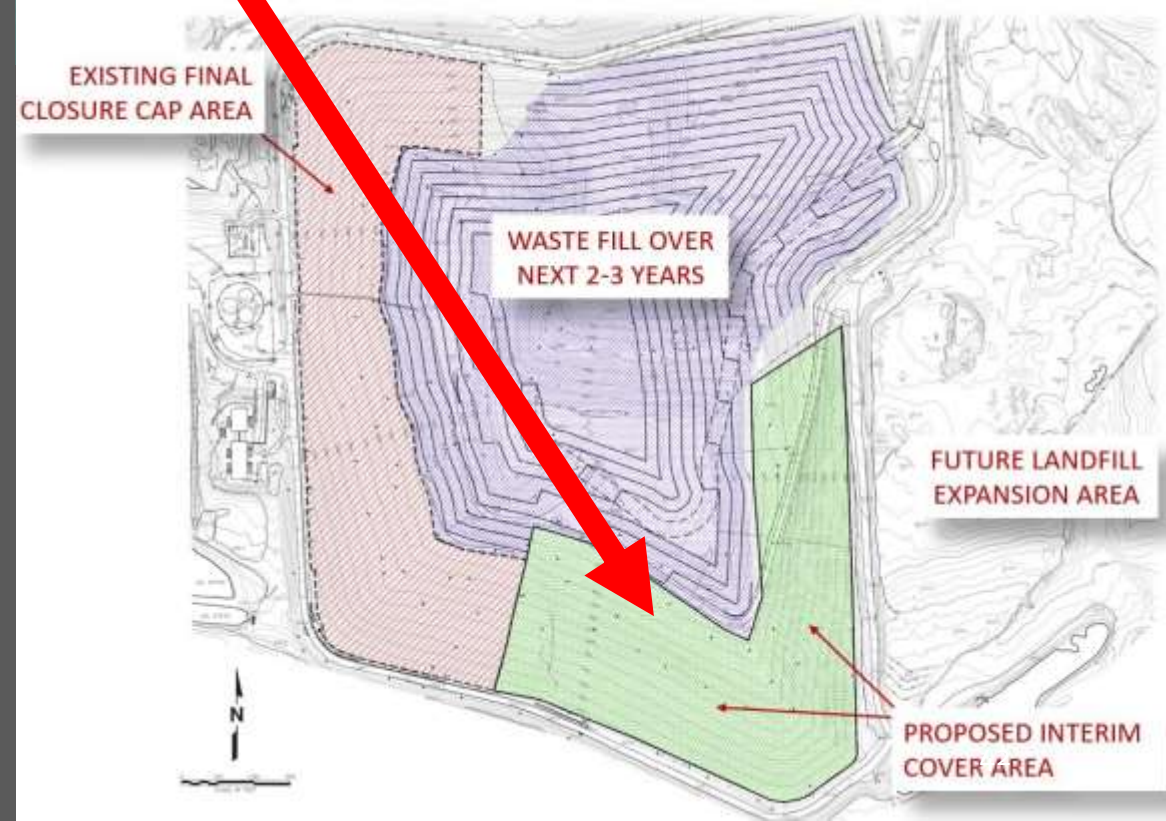 EXISTING FINAL
CLOSURE CAP AREA
WASTE FILL OVER
NEXT 2-3 YEARS
FUTURE LANDFILL
EXPANSION AREA
N
PROPOSED INTERIM
COVER AREA